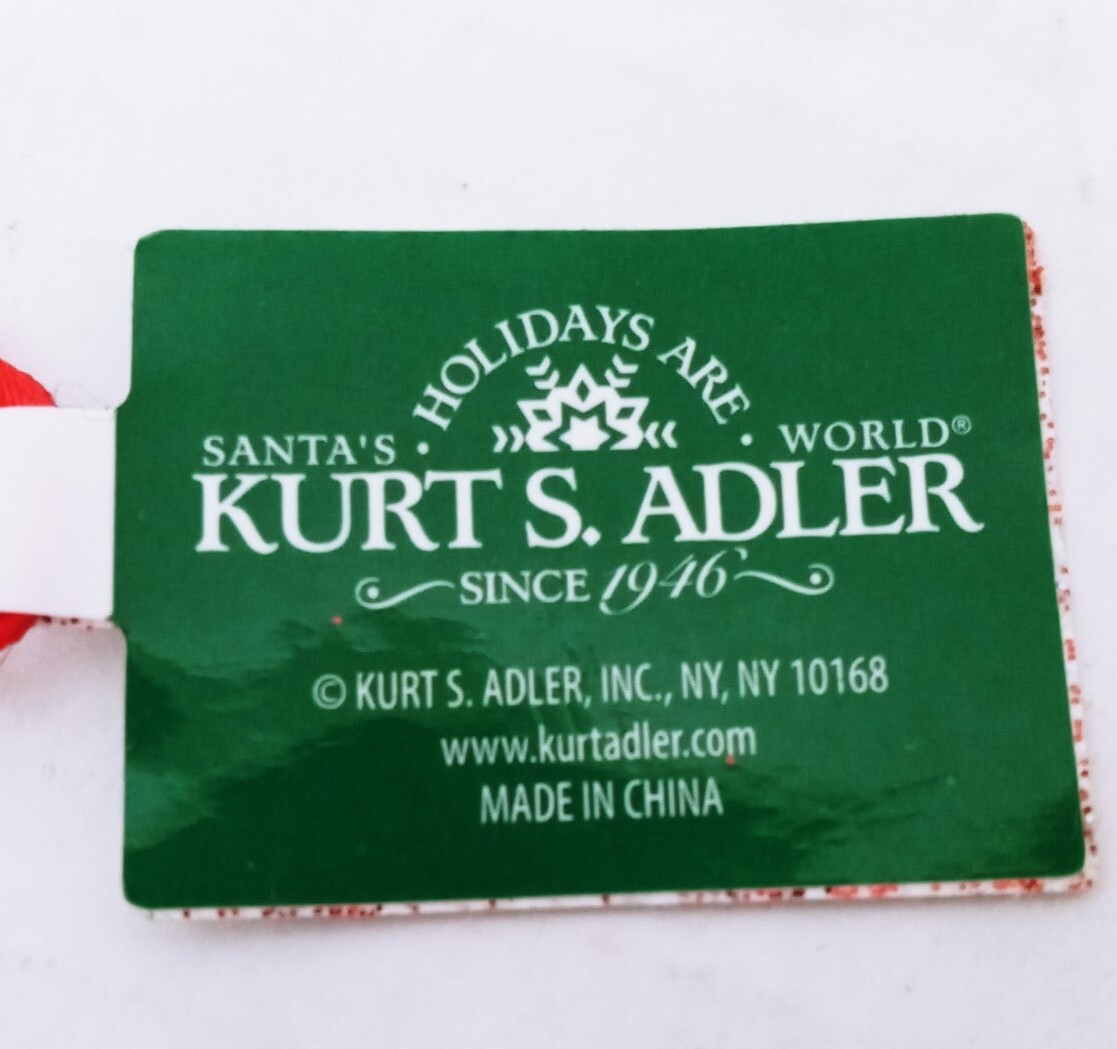 HOLIDAYS ARE
SANTA'S · · WORLD®
KURT S. ADLER
SINCE 1946
© KURT S. ADLER, INC., NY, NY 10168
www.kurtadler.com
MADE IN CHINA